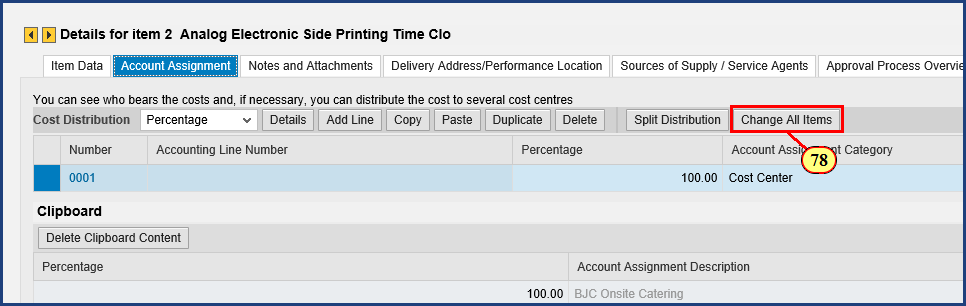 Details for item 2 Analog Electronic Side Printing Time Clo
Item Data Account Assignment Notes and Attachments Delivery Address/Performance Location Sources of Supply / Service Agents Approval Process Overvie
You can see who bears the costs and, if necessary, you can distribute the cost to several cost centres
Cost Distribution Percentage Details Add Line Copy Paste Duplicate Delete Split Distribution Change All Items
78
Number Accounting Line Number Percentage Account Assignment Category
0001 100.00 Cost Center
Clipboard
Delete Clipboard Content
Percentage Account Assignment Description
100.00 BJC Onsite Catering